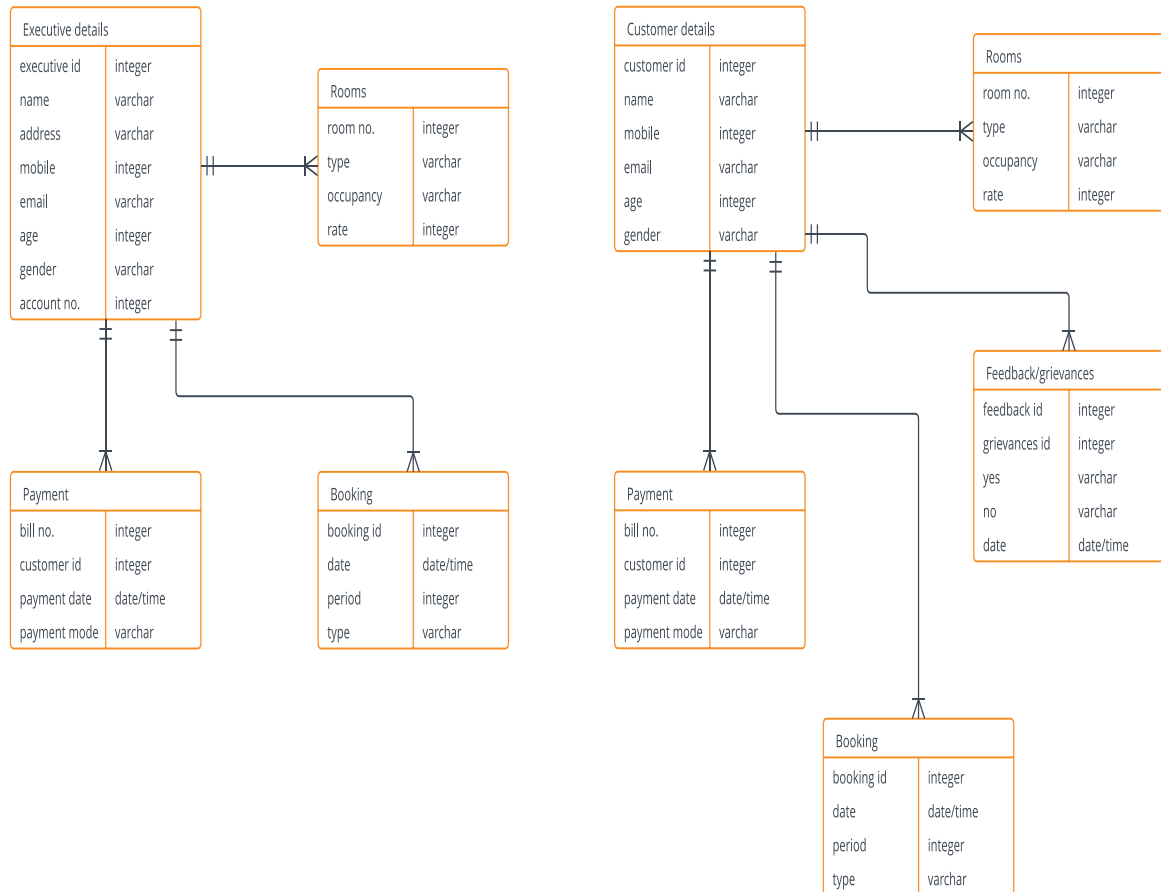 Executive details
executive id integer
name varchar
address varchar
mobile integer
email varchar
age integer
gender varchar
account no. integer
Rooms
room no. integer
type varchar
occupancy varchar
rate integer
Payment
bill no. integer
customer id integer
payment date date/time
payment mode varchar
Booking
booking id integer
date date/time
period integer
type varchar
Customer details
customer id integer
name varchar
mobile integer
email varchar
age integer
gender varchar
Rooms
room no. integer
type varchar
occupancy varchar
rate integer
Feedback/grievances
feedback id integer
grievances id integer
yes varchar
no varchar
date date/time
Payment
bill no. integer
customer id integer
payment date date/time
payment mode varchar
Booking
booking id integer
date date/time
period integer
type varchar